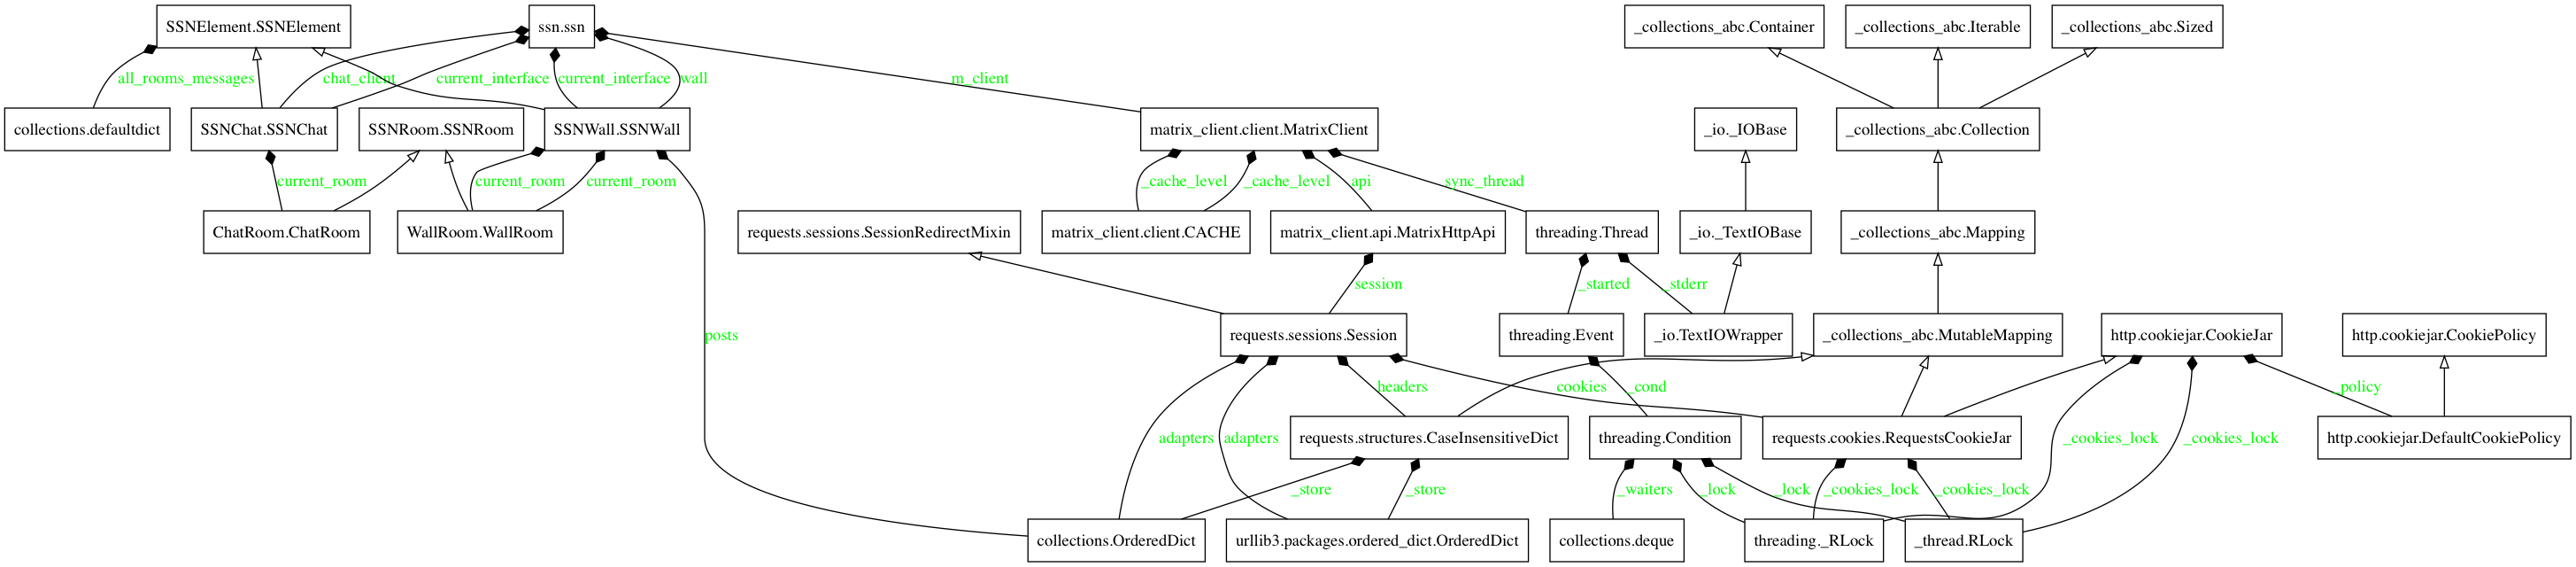 SSNElement.SSNElement
ssn.ssn
_collections_abc.Container
_collections_abc.Iterable
_collections_abc.Sized
all_rooms_messages
chat_client
current_interface
current_interface
wall
m_client
collections.defaultdict
SSNChat.SSNChat
SSNRoom.SSNRoom
SSNWall.SSNWall
matrix_client.client.MatrixClient
_io._IOBase
_collections_abc.Collection
current_room
current_room
current_room
_cache_level
_cache_level
api
sync_thread
ChatRoom.ChatRoom
WallRoom.WallRoom
requests.sessions.SessionRedirectMixin
matrix_client.client.CACHE
matrix_client.api.MatrixHttpApi
threading.Thread
_io._TextIOBase
_collections_abc.Mapping
session
_started
_stderr
posts
requests.sessions.Session
threading.Event
_io.TextIOWrapper
_collections_abc.MutableMapping
http.cookiejar.CookieJar
http.cookiejar.CookiePolicy
headers
cookies
_cond
_policy
adapters
adapters
requests.structures.CaseInsensitiveDict
threading.Condition
requests.cookies.RequestsCookieJar
_cookies_lock
_cookies_lock
http.cookiejar.DefaultCookiePolicy
_store
_store
_waiters
_lock
_lock
_cookies_lock
_cookies_lock
collections.OrderedDict
urllib3.packages.ordered_dict.OrderedDict
collections.deque
threading._RLock
_thread.RLock